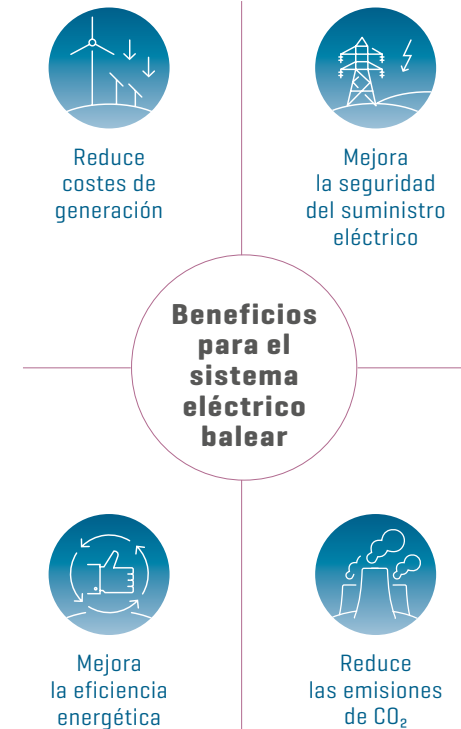 Reduce
costes de
generación
Mejora
la seguridad
del suministro
eléctrico
Beneficios
para el
sistema
eléctrico
balear
Mejora
la eficiencia
energética
Reduce
las emisiones
de CO₂